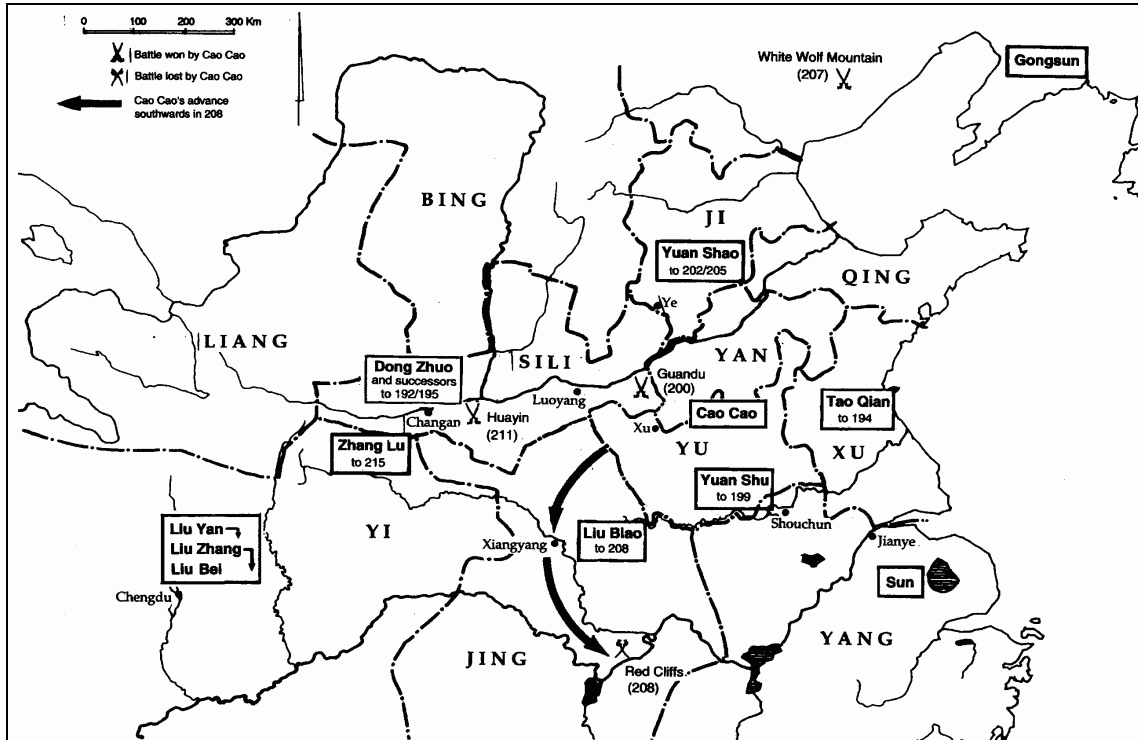 0 100 200 300 Km
Battle won by Cao Cao
Battle lost by Cao Cao
Cao Cao's advance
southwards in 208
White Wolf Mountain
(207)
Gongsun
BING
JI
Yuan Shao
to 202/205
QING
Ye
LIANG
SILI
YAN
Dong Zhuo
and successors
to 192/195
Guandu
(200)
Luoyang
Cao Cao
Tao Qian
to 194
Changan
Huayin
(211)
Xu
Zhang Lu
to 215
YU
XU
Yuan Shu
to 199
Shouchun
YI
Liu Yan
Liu Zhang
Liu Bei
Xiangyang
Liu Biao
to 208
Jianye
Chengdu
Sun
YANG
JING
Red Cliffs
(208)